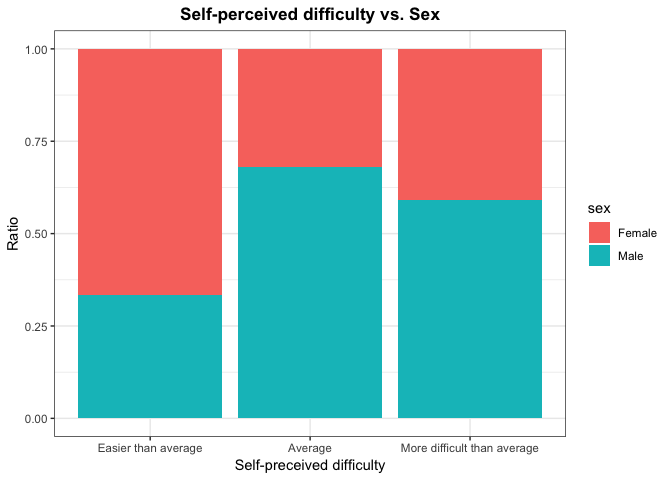 Self-perceived difficulty vs. Sex
1.00
0.75
0.50
0.25
0.00
Ratio
Easier than average
Average
More difficult than average
Self-preceived difficulty
sex
Female
Male